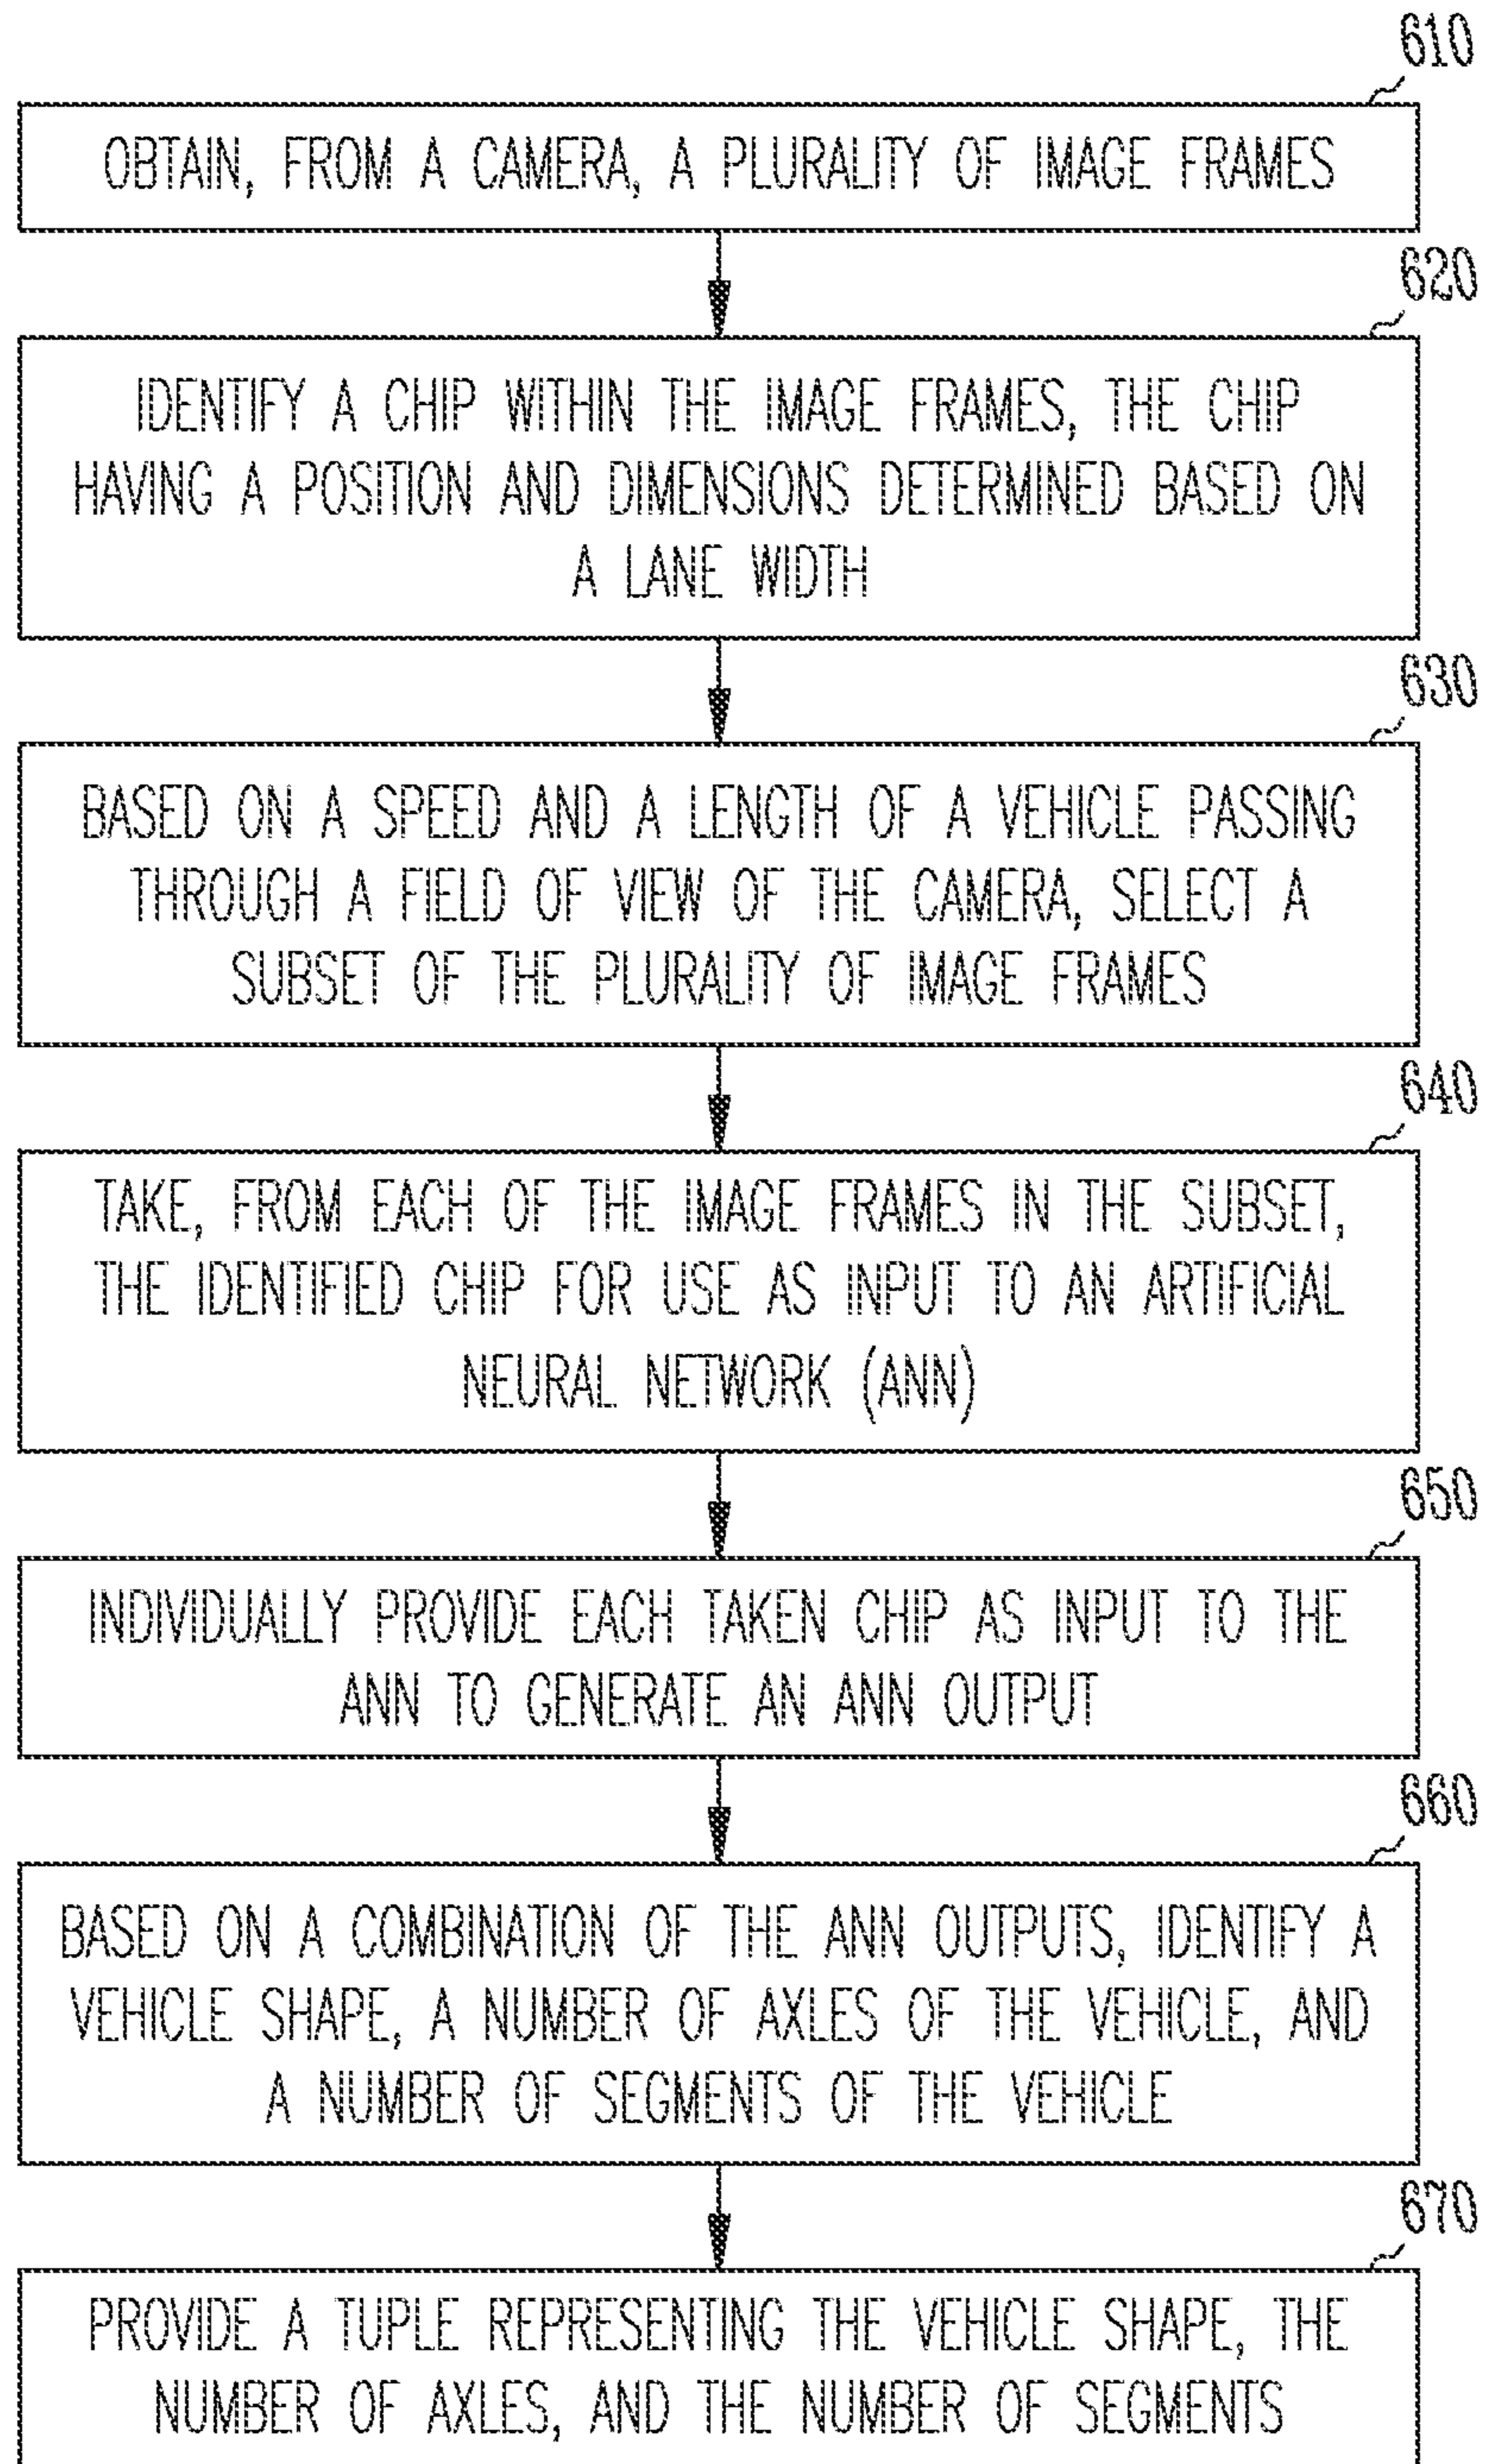 610
OBTAIN, FROM A CAMERA, A PLURALITY OF IMAGE FRAMES
620
IDENTIFY A CHIP WITHIN THE IMAGE FRAMES, THE CHIP
HAVING A POSITION AND DIMENSIONS DETERMINED BASED ON
A LANE WIDTH
630
BASED ON A SPEED AND A LENGTH OF A VEHICLE PASSING
THROUGH A FIELD OF VIEW OF THE CAMERA, SELECT A
SUBSET OF THE PLURALITY OF IMAGE FRAMES
640
TAKE, FROM EACH OF THE IMAGE FRAMES IN THE SUBSET,
THE IDENTIFIED CHIP FOR USE AS INPUT TO AN ARTIFICIAL
NEURAL NETWORK (ANN)
650
INDIVIDUALLY PROVIDE EACH TAKEN CHIP AS INPUT TO THE
ANN TO GENERATE AN ANN OUTPUT
660
BASED ON A COMBINATION OF THE ANN OUTPUTS, IDENTIFY A
VEHICLE SHAPE, A NUMBER OF AXLES OF THE VEHICLE, AND
A NUMBER OF SEGMENTS OF THE VEHICLE
670
PROVIDE A TUPLE REPRESENTING THE VEHICLE SHAPE, THE
NUMBER OF AXLES, AND THE NUMBER OF SEGMENTS